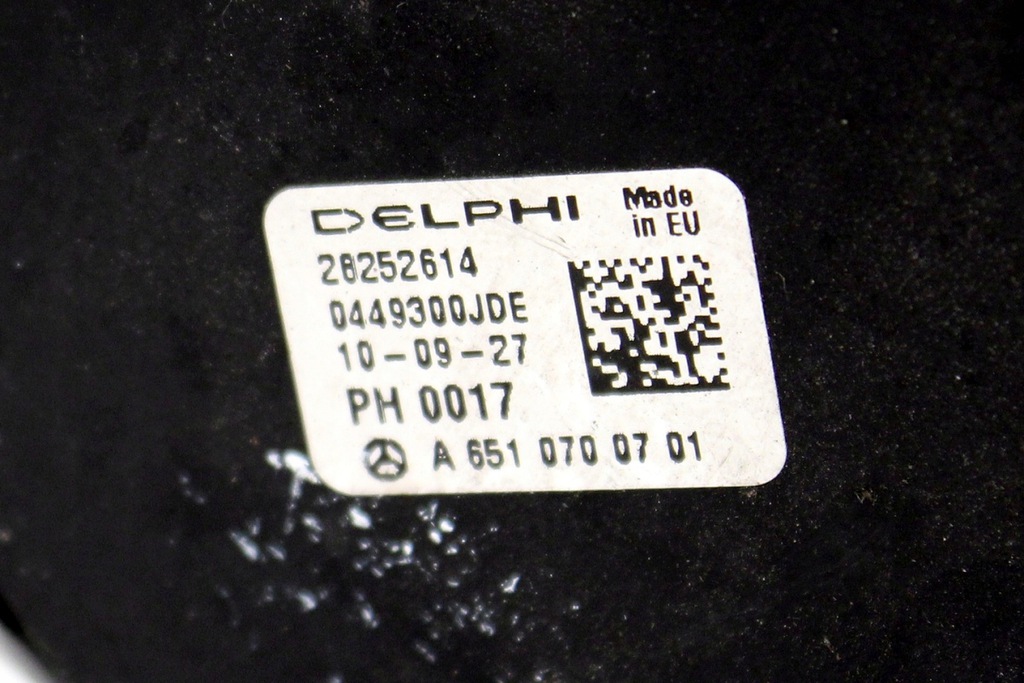 DELPHI
Made
in EU
28252614
0449300JDE
10-09-27
PH 0017
A 651 070 07 01